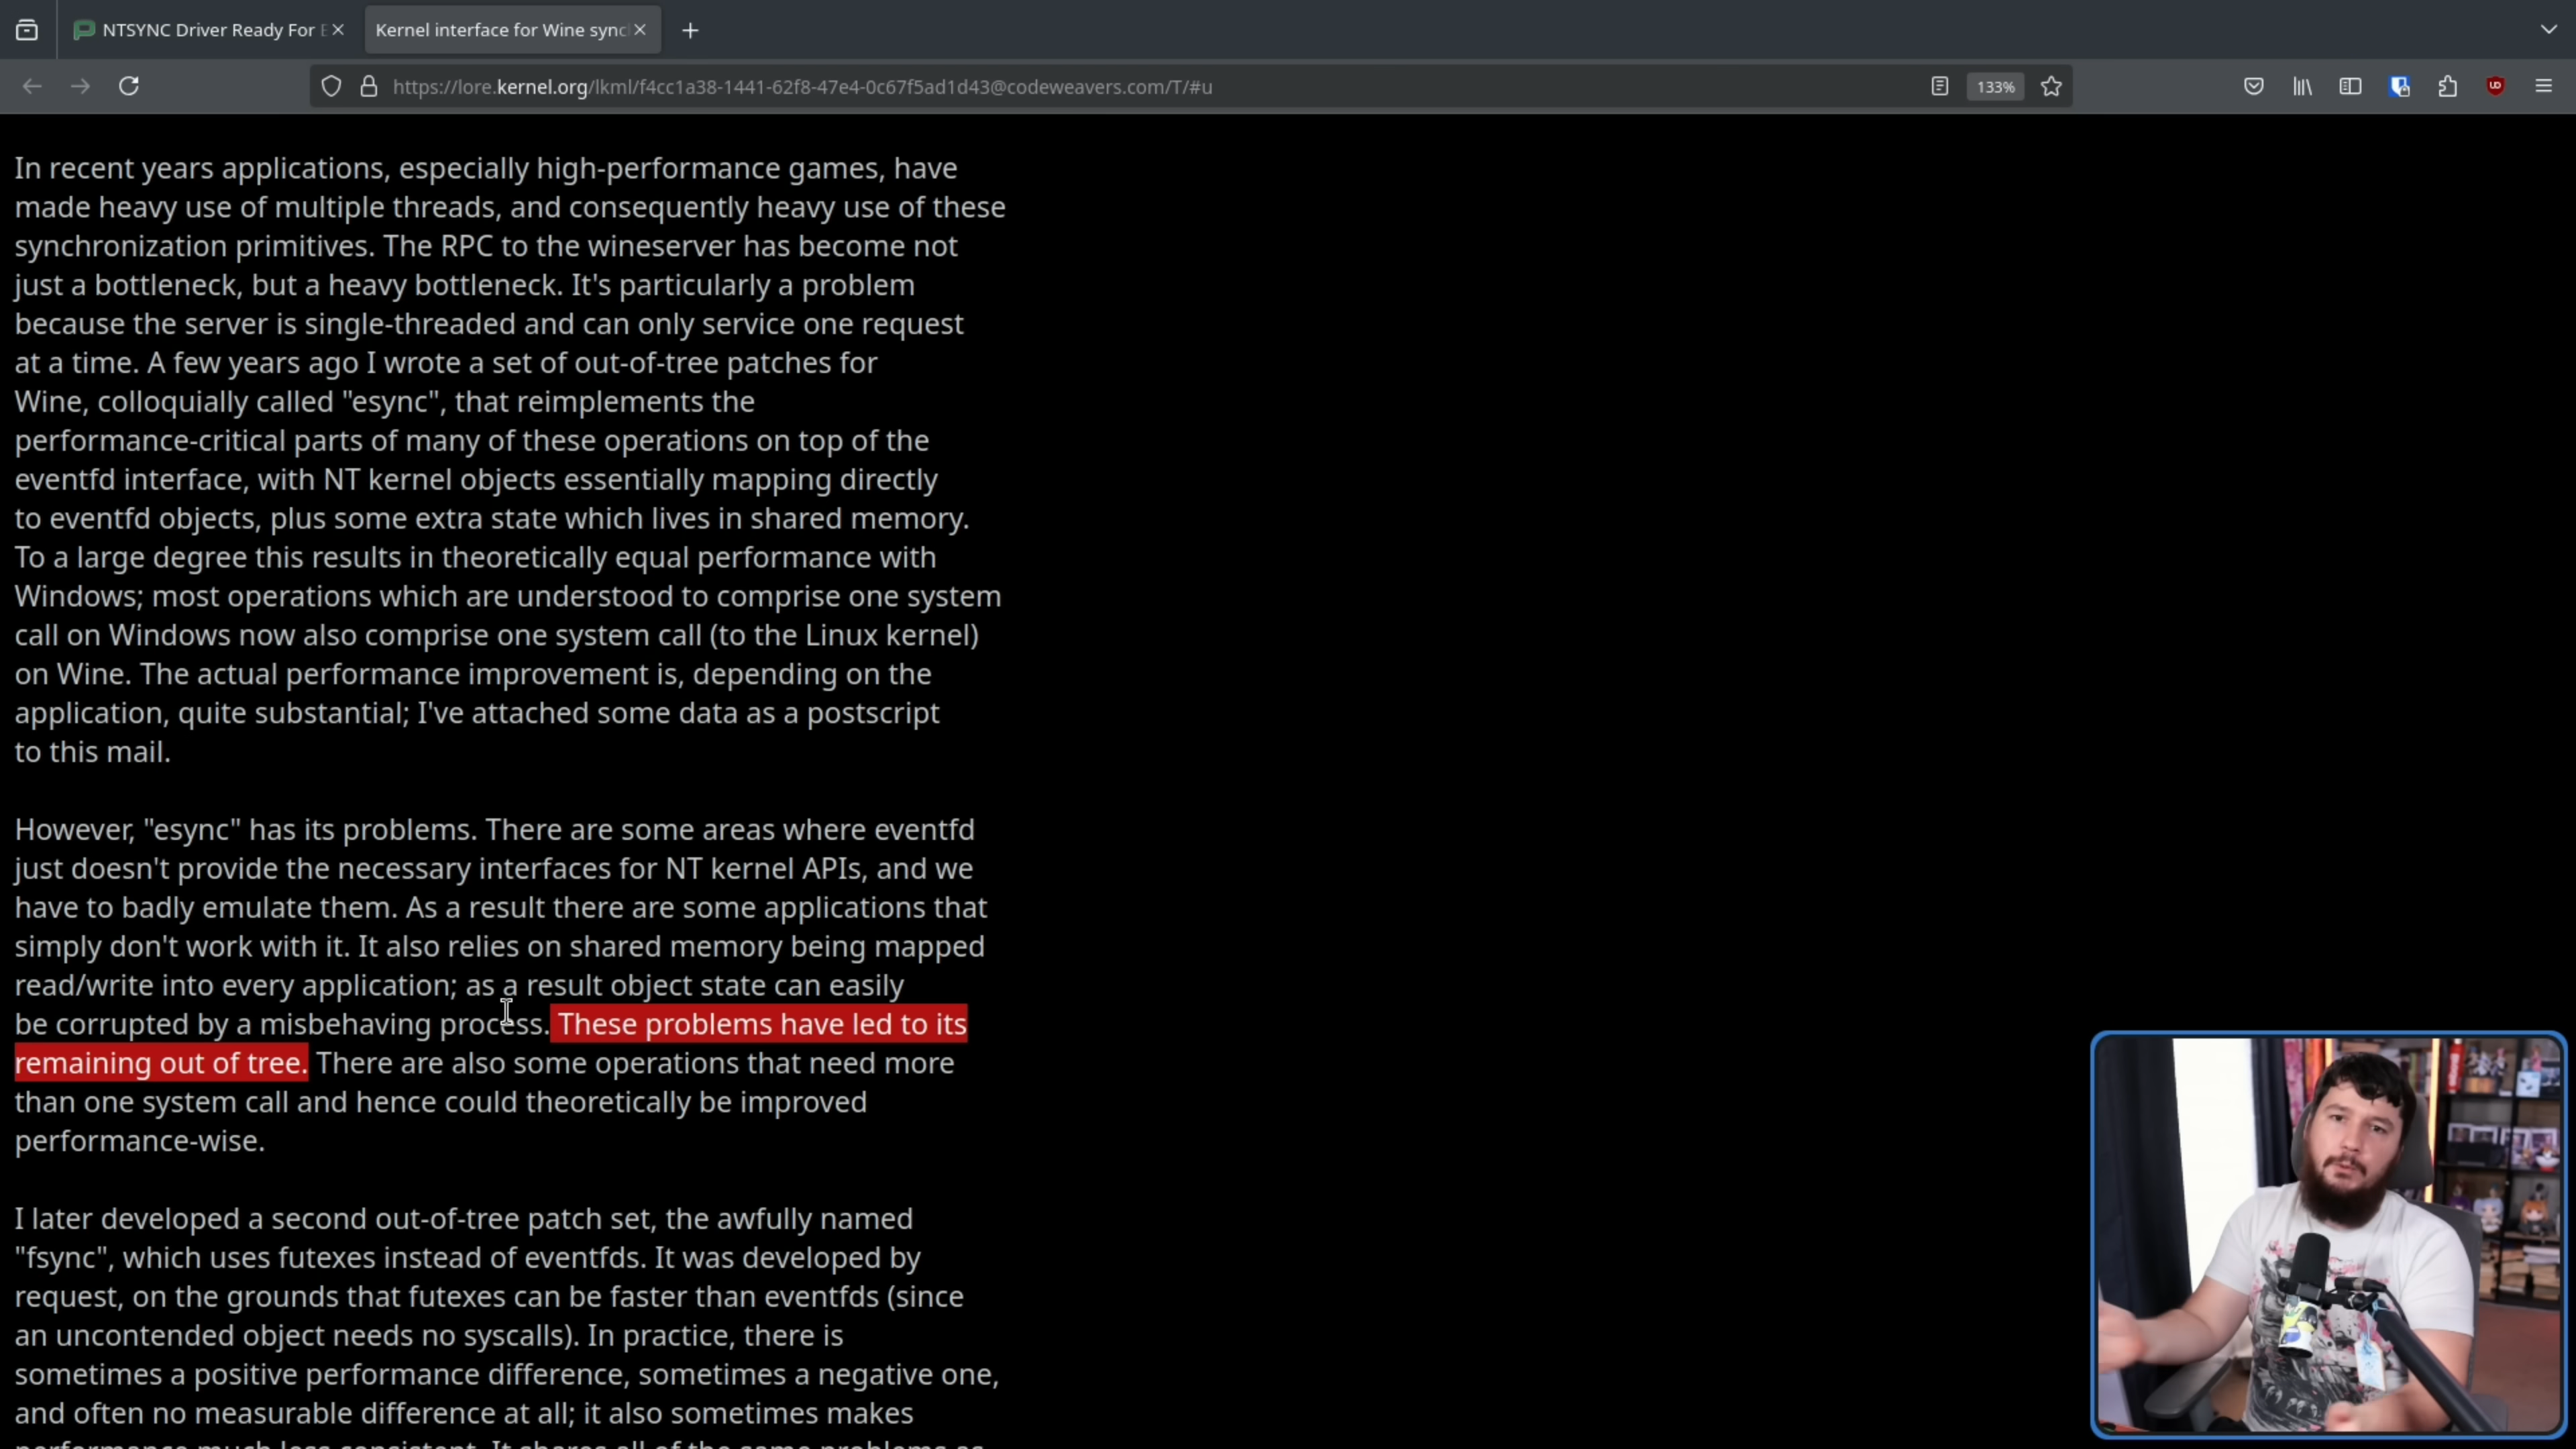 NTSYNC Driver Ready For
Kernel interface for Wine sync
https://lore.kernel.org/lkml/f4cc1a38-1441-62f8-47e4-0c67f5ad1d43@codeweavers.com/T/#u
133%
In recent years applications, especially high-performance games, have
made heavy use of multiple threads, and consequently heavy use of these
synchronization primitives. The RPC to the wineserver has become not
just a bottleneck, but a heavy bottleneck. It's particularly a problem
because the server is single-threaded and can only service one request
at a time. A few years ago I wrote a set of out-of-tree patches for
Wine, colloquially called "esync", that reimplements the
performance-critical parts of many of these operations on top of the
eventfd interface, with NT kernel objects essentially mapping directly
to eventfd objects, plus some extra state which lives in shared memory.
To a large degree this results in theoretically equal performance with
Windows; most operations which are understood to comprise one system
call on Windows now also comprise one system call (to the Linux kernel)
on Wine. The actual performance improvement is, depending on the
application, quite substantial; I've attached some data as a postscript
to this mail.
However, "esync" has its problems. There are some areas where eventfd
just doesn't provide the necessary interfaces for NT kernel APIs, and we
have to badly emulate them. As a result there are some applications that
simply don't work with it. It also relies on shared memory being mapped
read/write into every application; as a result object state can easily
be corrupted by a misbehaving process. These problems have led to its
remaining out of tree. There are also some operations that need more
than one system call and hence could theoretically be improved
performance-wise.
I later developed a second out-of-tree patch set, the awfully named
"fsync", which uses futexes instead of eventfds. It was developed by
request, on the grounds that futexes can be faster than eventfds (since
an uncontended object needs no syscalls). In practice, there is
sometimes a positive performance difference, sometimes a negative one,
and often no measurable difference at all; it also sometimes makes
performance much less consistent. It shares all of the same problems as